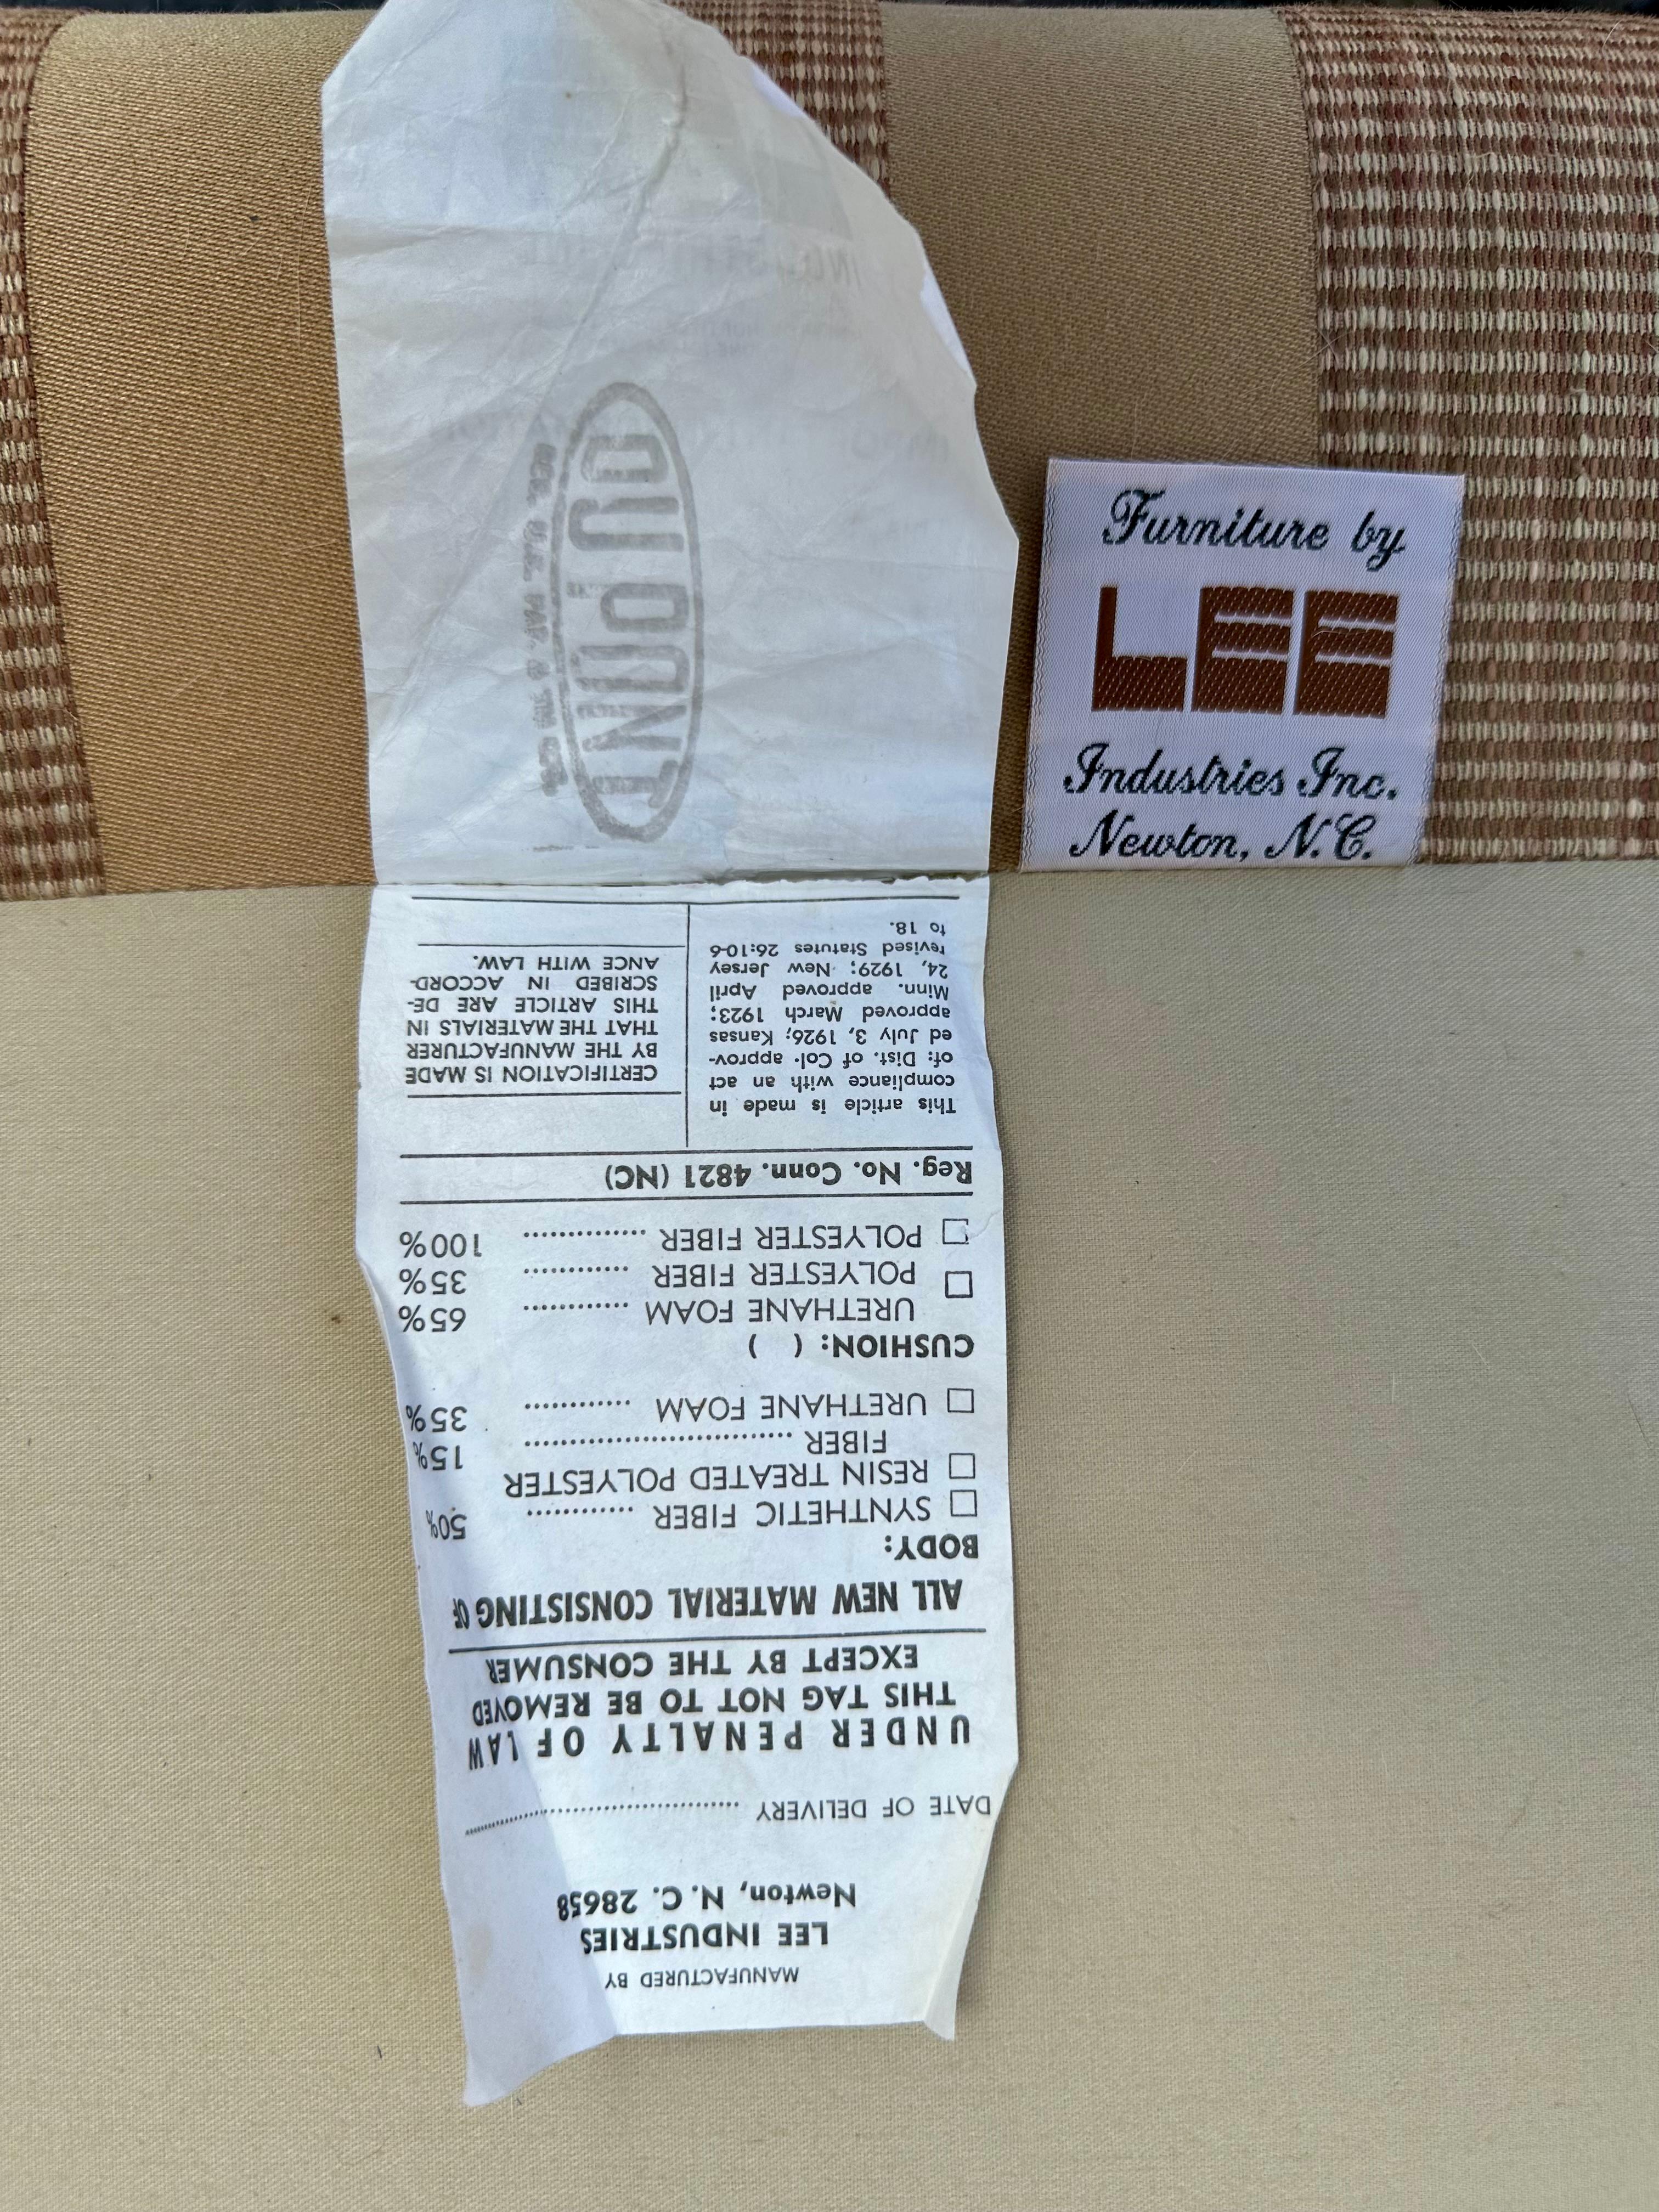 Furniture by
LEE
Industries Inc.
Newton, N.C.
DUPONT
REG. U.S. PAT. & TM OFF.
MANUFACTURED BY
LEE INDUSTRIES
Newton, N. C. 28658
DATE OF DELIVERY
UNDER PENALTY OF LAW
THIS TAG NOT TO BE REMOVED
EXCEPT BY THE CONSUMER
ALL NEW MATERIAL CONSISTING OF
BODY:
☐ SYNTHETIC FIBER ............ 50%
☐ RESIN TREATED POLYESTER
FIBER .............................. 15%
☐ URETHANE FOAM ............ 35%
CUSHION: ( )
URETHANE FOAM ............ 65%
☐ POLYESTER FIBER ............ 35%
☐ POLYESTER FIBER .............. 100%
Reg. No. Conn. 4821 (NC)
This article is made in
compliance with an act
of: Dist. of Col. approv-
ed July 3, 1926; Kansas
approved March 1923;
Minn. approved April
24, 1929; New Jersey
revised Statutes 26:10-6
to 18.
CERTIFICATION IS MADE
BY THE MANUFACTURER
THAT THE MATERIALS IN
THIS ARTICLE ARE DE-
SCRIBED IN ACCORD-
ANCE WITH LAW.